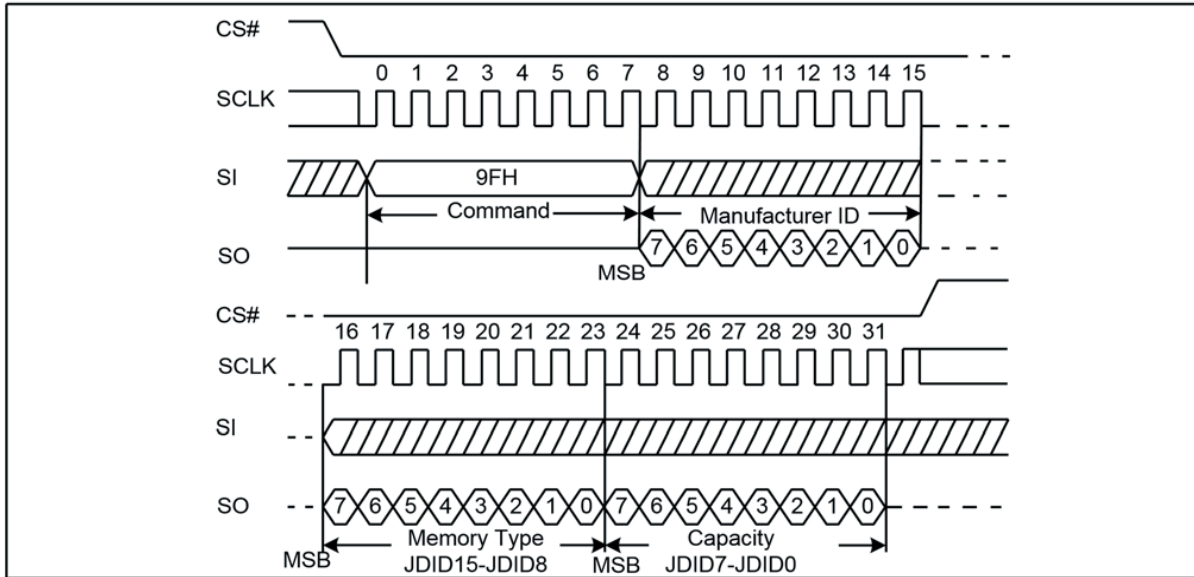 CS#
0 1 2 3 4 5 6 7 8 9 10 11 12 13 14 15
SCLK
SI 9FH
Command Manufacturer ID
SO 7 6 5 4 3 2 1 0
MSB
CS#
16 17 18 19 20 21 22 23 24 25 26 27 28 29 30 31
SCLK
SI
SO 7 6 5 4 3 2 1 0 7 6 5 4 3 2 1 0
MSB Memory Type MSB Capacity
JDID15-JDID8 JDID7-JDID0